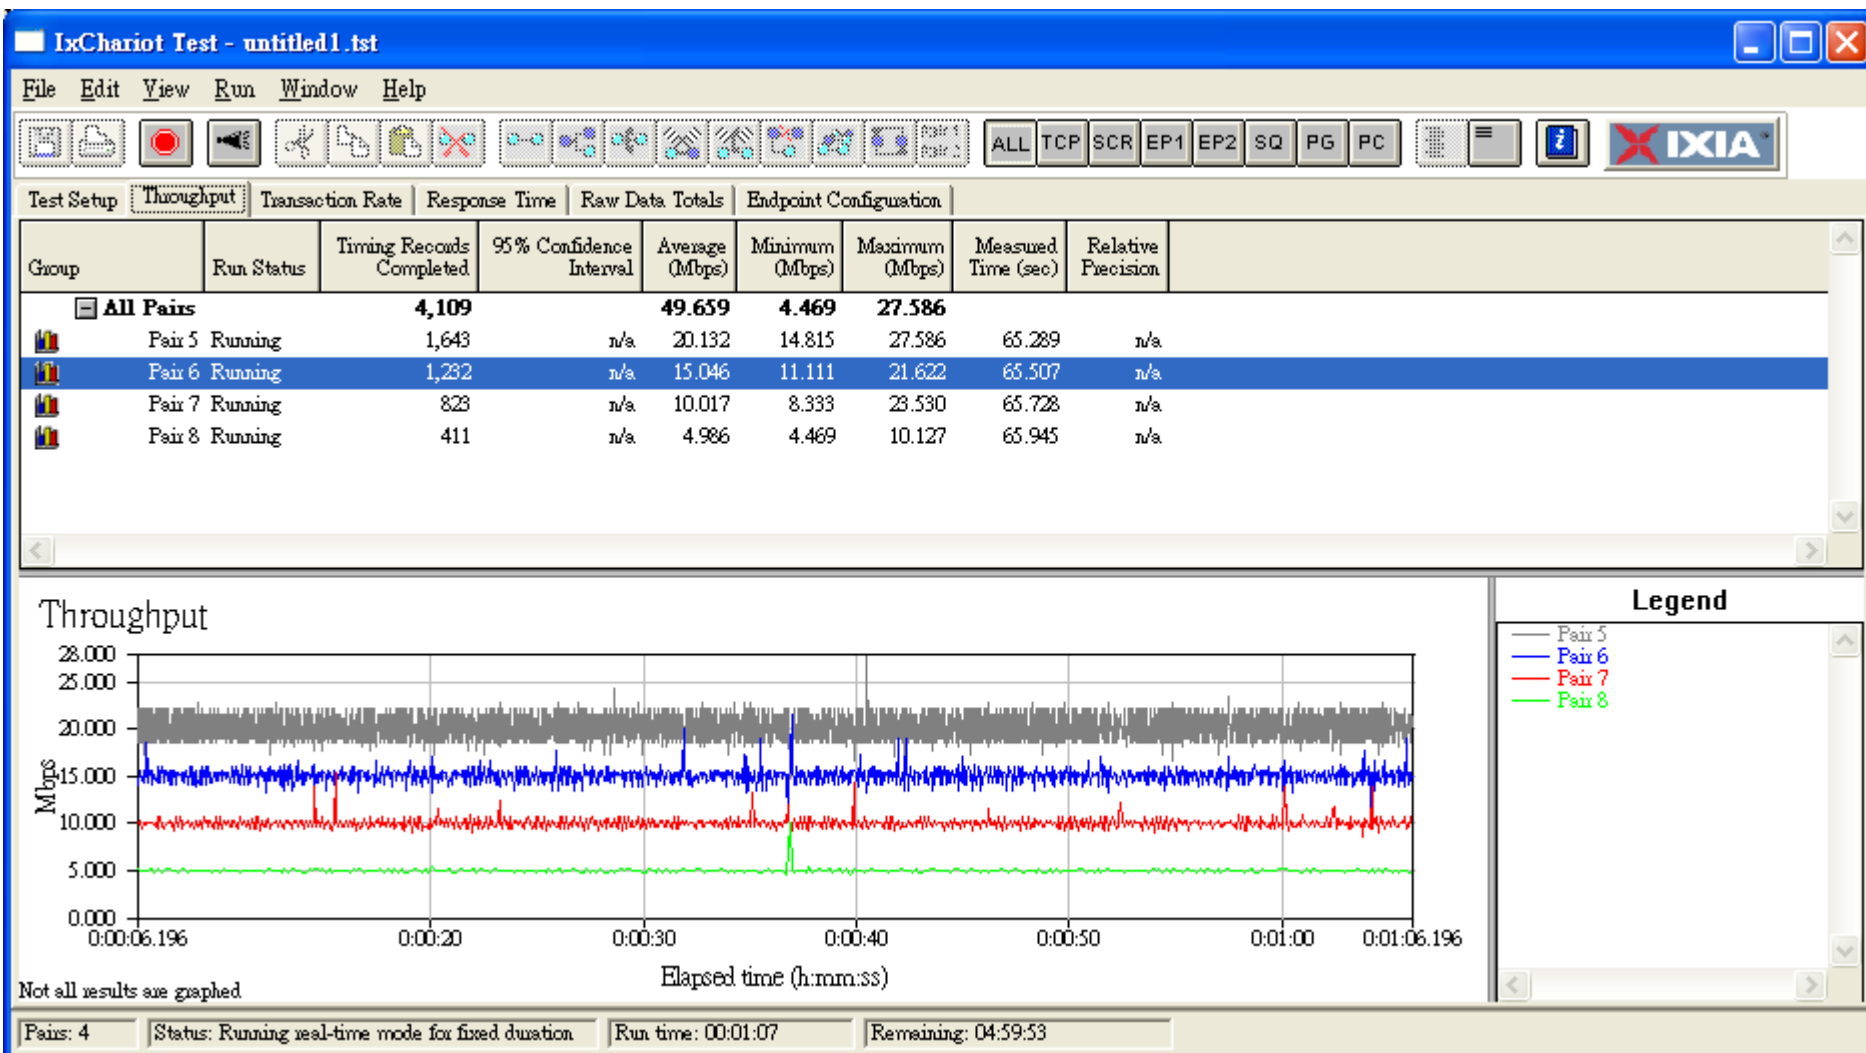 IxChariot Test - untitled1.tst
File Edit View Run Window Help
ALL TCP SCR EP1 EP2 SQ PG PC IXIA
Test Setup Throughput Transaction Rate Response Time Raw Data Totals Endpoint Configuration
Group Run Status Timing Records Completed 95% Confidence Interval Average (Mbps) Minimum (Mbps) Maximum (Mbps) Measured Time (sec) Relative Precision
All Pairs 4,109 49.659 4.469 27.586
Pair 5 Running 1,643 n/a 20.132 14.815 27.586 65.289 n/a
Pair 6 Running 1,232 n/a 15.046 11.111 21.622 65.507 n/a
Pair 7 Running 823 n/a 10.017 8.333 23.530 65.728 n/a
Pair 8 Running 411 n/a 4.986 4.469 10.127 65.945 n/a
Throughput
28.000
25.000
20.000
15.000
10.000
5.000
0.000
Mbps
0:00:06.196 0:00:20 0:00:30 0:00:40 0:00:50 0:01:00 0:01:06.196
Elapsed time (h:mm:ss)
Not all results are graphed
Legend
Pair 5
Pair 6
Pair 7
Pair 8
Pairs: 4 Status: Running real-time mode for fixed duration Run time: 00:01:07 Remaining: 04:59:53